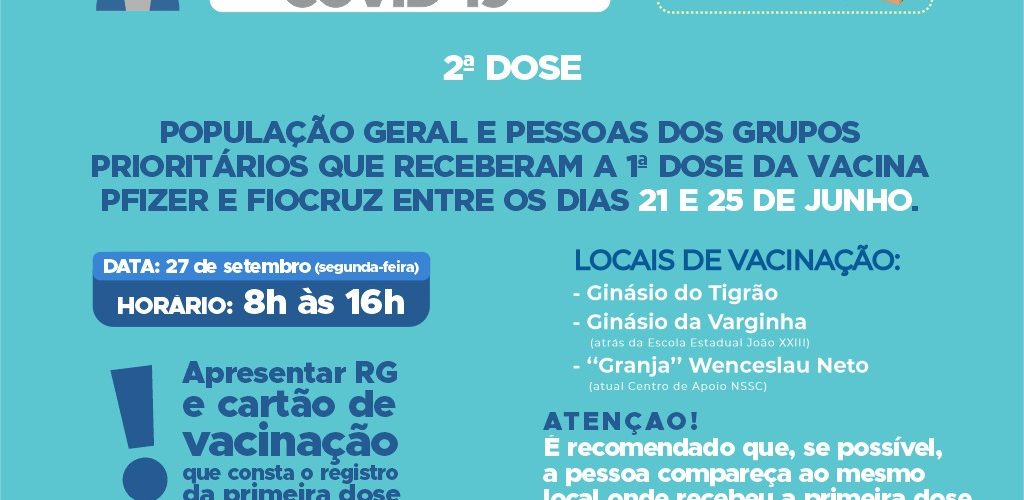 COVID-19
2ª DOSE
POPULAÇÃO GERAL E PESSOAS DOS GRUPOS
PRIORITÁRIOS QUE RECEBERAM A 1ª DOSE DA VACINA
PFIZER E FIOCRUZ ENTRE OS DIAS 21 E 25 DE JUNHO.
DATA: 27 de setembro (segunda-feira)
HORÁRIO: 8h às 16h
! Apresentar RG
e cartão de
vacinação
que consta o registro
da primeira dose
LOCAIS DE VACINAÇÃO:
- Ginásio do Tigrão
- Ginásio da Varginha
(atrás da Escola Estadual João XXIII)
- “Granja” Wenceslau Neto
(atual Centro de Apoio NSSC)
ATENÇAO!
É recomendado que, se possível,
a pessoa compareça ao mesmo
local onde recebeu a primeira dose